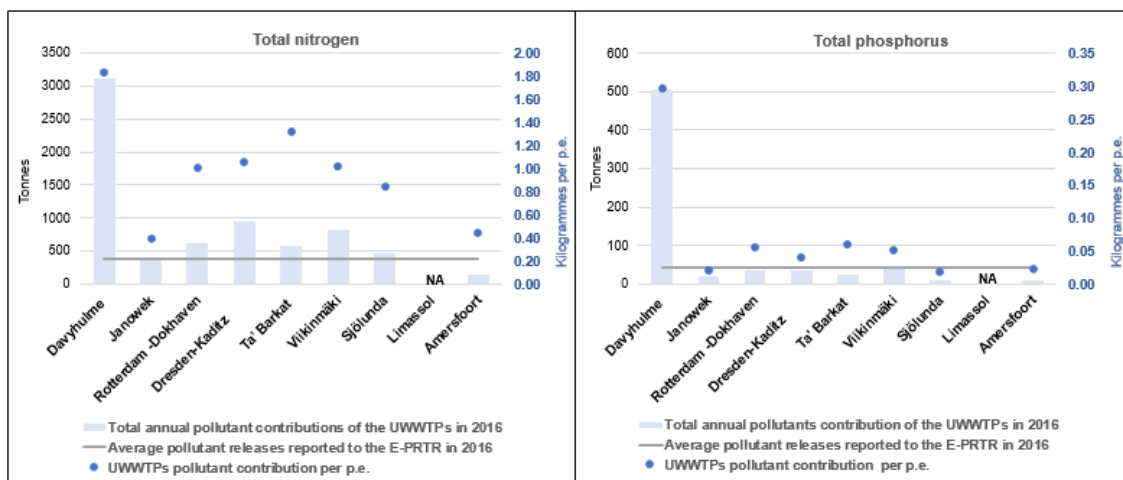 Total nitrogen
3500
3000
2500
2000
1500
1000
500
0
Tonnes
2.00
1.80
1.60
1.40
1.20
1.00
0.80
0.60
0.40
0.20
0.00
Kilogrammes per p.e.
NA
Davyhulme
Janowek
Rotterdam -Dokhaven
Dresden-Kaditz
Ta' Barkat
Viikinmäki
Sjölunda
Limassol
Amersfoort
Total annual pollutant contributions of the UWWTPs in 2016
Average pollutant releases reported to the E-PRTR in 2016
UWWTPs pollutant contribution per p.e.
Total phosphorus
600
500
400
300
200
100
0
Tonnes
0.35
0.30
0.25
0.20
0.15
0.10
0.05
0.00
Kilogrammes per p.e.
NA
Davyhulme
Janowek
Rotterdam -Dokhaven
Dresden-Kaditz
Ta' Barkat
Viikinmäki
Sjölunda
Limassol
Amersfoort
Total annual pollutants contribution of the UWWTPs in 2016
Average pollutant releases reported to the E-PRTR in 2016
UWWTPs pollutant contribution per p.e.